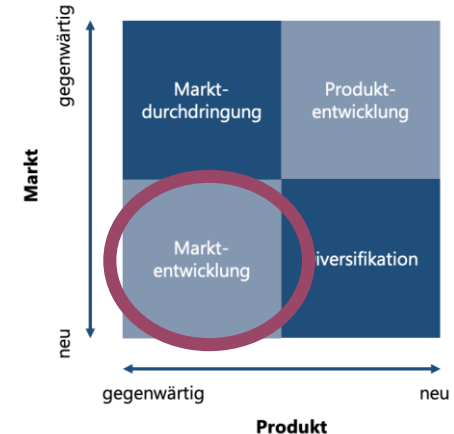 gegenwärtig
Markt
neu
Markt-
durchdringung
Produkt-
entwicklung
Markt-
entwicklung
iversifikation
gegenwärtig
neu
Produkt